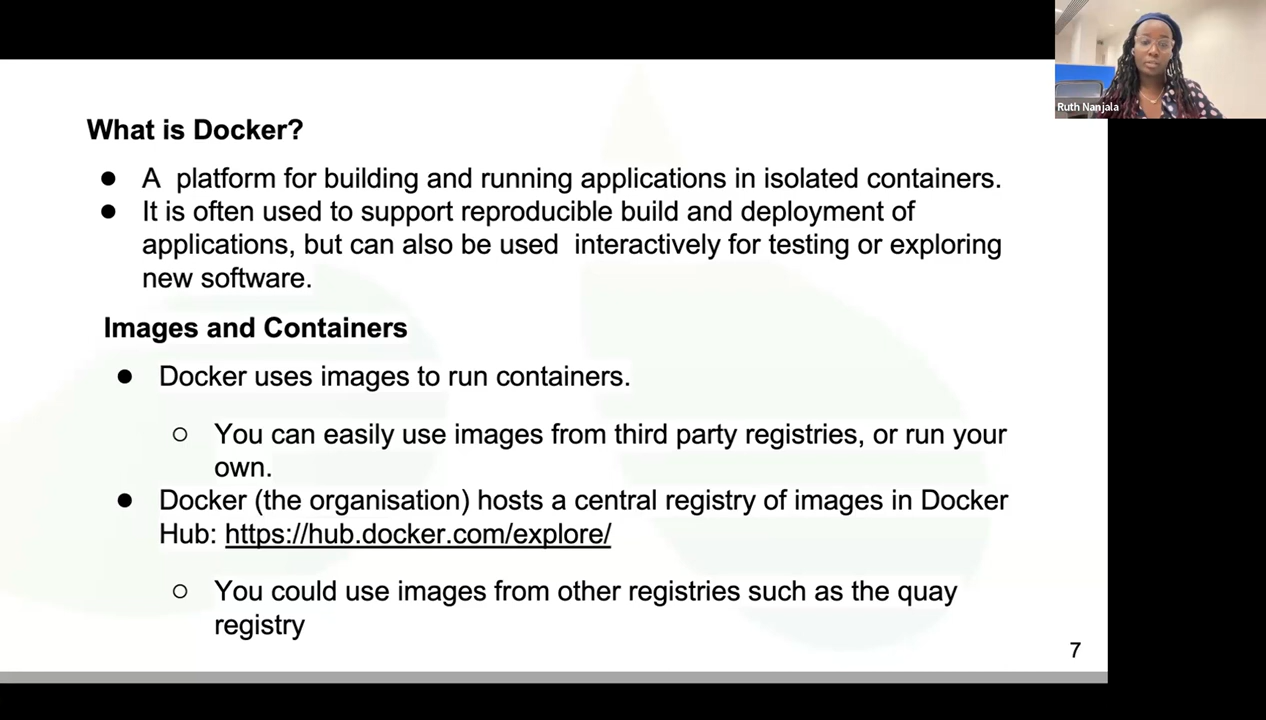 Ruth Nanjala
What is Docker?
● A platform for building and running applications in isolated containers.
● It is often used to support reproducible build and deployment of
applications, but can also be used interactively for testing or exploring
new software.
Images and Containers
● Docker uses images to run containers.
○ You can easily use images from third party registries, or run your
own.
● Docker (the organisation) hosts a central registry of images in Docker
Hub: https://hub.docker.com/explore/
○ You could use images from other registries such as the quay
registry
7